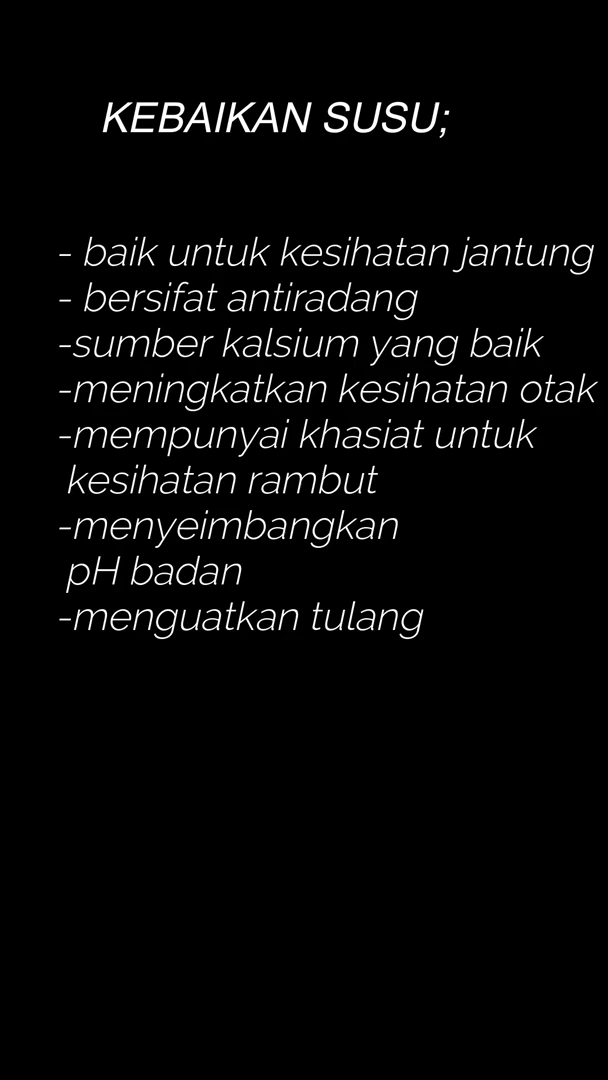 KEBAIKAN SUSU;
- baik untuk kesihatan jantung
- bersifat antiradang
-sumber kalsium yang baik
-meningkatkan kesihatan otak
-mempunyai khasiat untuk
kesihatan rambut
-menyeimbangkan
pH badan
-menguatkan tulang